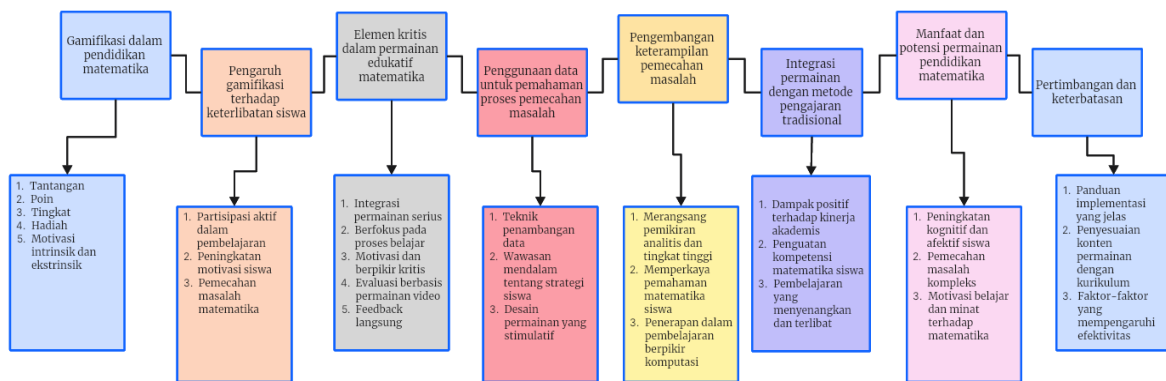 Gamifikasi dalam
pendidikan
matematika
Pengaruh
gamifikasi
terhadap
keterlibatan siswa
Elemen kritis
dalam permainan
edukatif
matematika
Penggunaan data
untuk pemahaman
proses pemecahan
masalah
Pengembangan
keterampilan
pemecahan
masalah
Integrasi
permainan
dengan metode
pengajaran
tradisional
Manfaat dan
potensi permainan
pendidikan
matematika
Pertimbangan dan
keterbatasan
1. Tantangan
2. Poin
3. Tingkat
4. Hadiah
5. Motivasi
intrinsik dan
ekstrinsik
1. Partisipasi aktif
dalam
pembelajaran
2. Peningkatan
motivasi siswa
3. Pemecahan
masalah
matematika
1. Integrasi
permainan serius
2. Berfokus pada
proses belajar
3. Motivasi dan
berpikir kritis
4. Evaluasi berbasis
permainan video
5. Feedback
langsung
1. Teknik
penambangan
data
2. Wawasan
mendalam
tentang strategi
siswa
3. Desain
permainan yang
stimulatif
1. Merangsang
pemikiran
analitis dan
tingkat tinggi
2. Memperkaya
pemahaman
matematika
siswa
3. Penerapan dalam
pembelajaran
berpikir
komputasi
1. Dampak positif
terhadap kinerja
akademis
2. Penguatan
kompetensi
matematika siswa
3. Pembelajaran
yang
menyenangkan
dan terlibat
1. Peningkatan
kognitif dan
afektif siswa
2. Pemecahan
masalah
kompleks
3. Motivasi belajar
dan minat
terhadap
matematika
1. Panduan
implementasi
yang jelas
2. Penyesuaian
konten
permainan
dengan
kurikulum
3. Faktor-faktor
yang
mempengaruhi
efektivitas